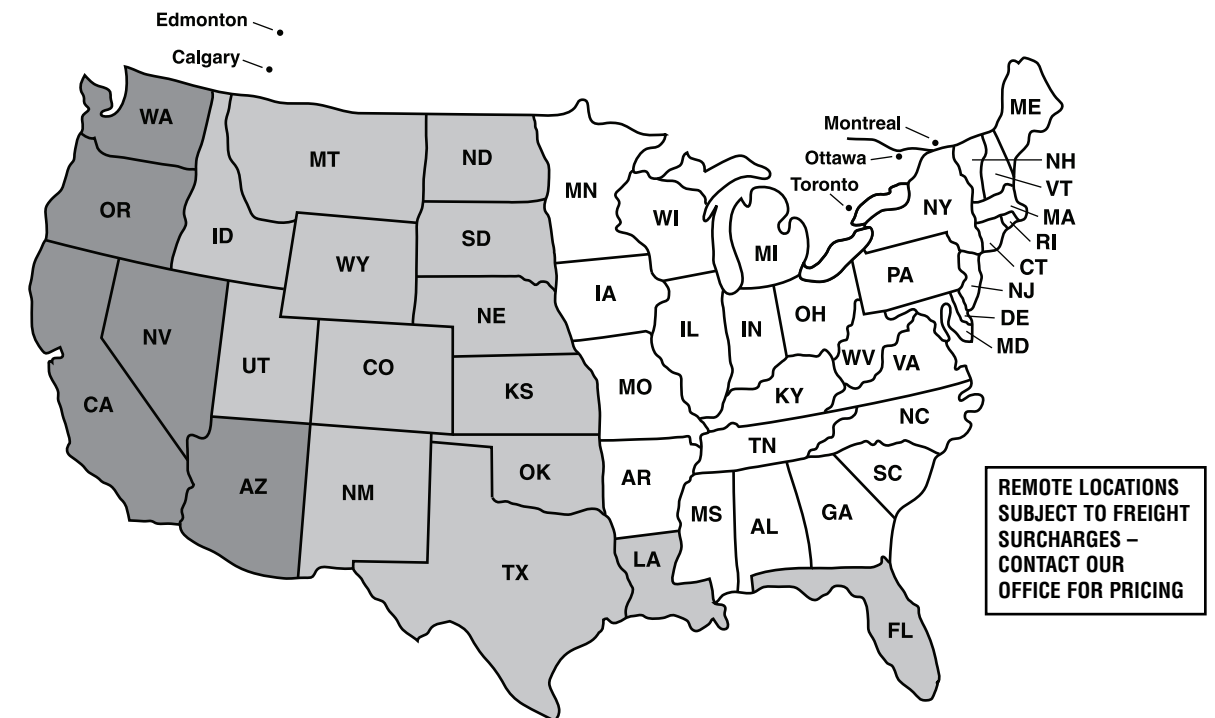 Edmonton
Calgary
WA
MT
ND
MN
OR
ID
WY
SD
WI
MI
NY
ME
Montreal
Ottawa
Toronto
NH
VT
MA
RI
CT
NJ
DE
MD
PA
NV
UT
CO
NE
IA
IL
IN
OH
WV
VA
CA
KS
MO
KY
NC
TN
AZ
NM
OK
AR
SC
MS
AL
GA
TX
LA
FL
REMOTE LOCATIONS
SUBJECT TO FREIGHT
SURCHARGES –
CONTACT OUR
OFFICE FOR PRICING